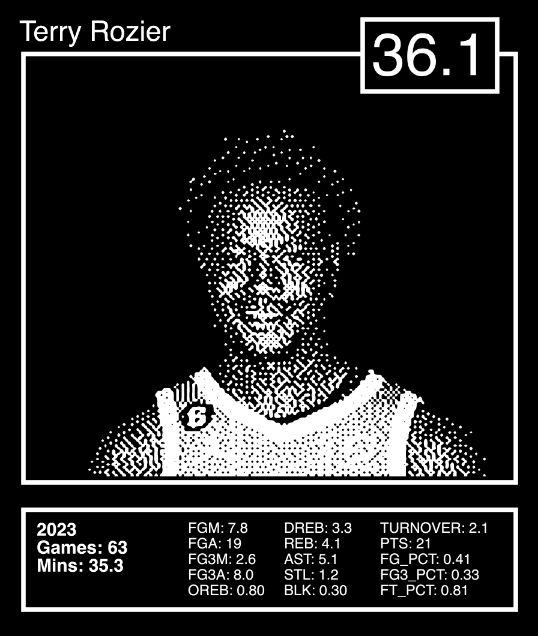 Terry Rozier
36.1
6
2023
Games: 63
Mins: 35.3
FGM: 7.8
FGA: 19
FG3M: 2.6
FG3A: 8.0
OREB: 0.80
DREB: 3.3
REB: 4.1
AST: 5.1
STL: 1.2
BLK: 0.30
TURNOVER: 2.1
PTS: 21
FG_PCT: 0.41
FG3_PCT: 0.33
FT_PCT: 0.81